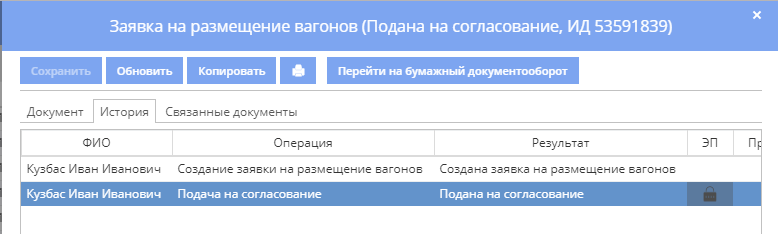 Заявка на размещение вагонов (Подана на согласование, ИД 53591839)
Сохранить Обновить Копировать Перейти на бумажный документооборот
Документ История Связанные документы
ФИО Операция Результат ЭП
Кузбас Иван Иванович Создание заявки на размещение вагонов Создана заявка на размещение вагонов
Кузбас Иван Иванович Подача на согласование Подана на согласование